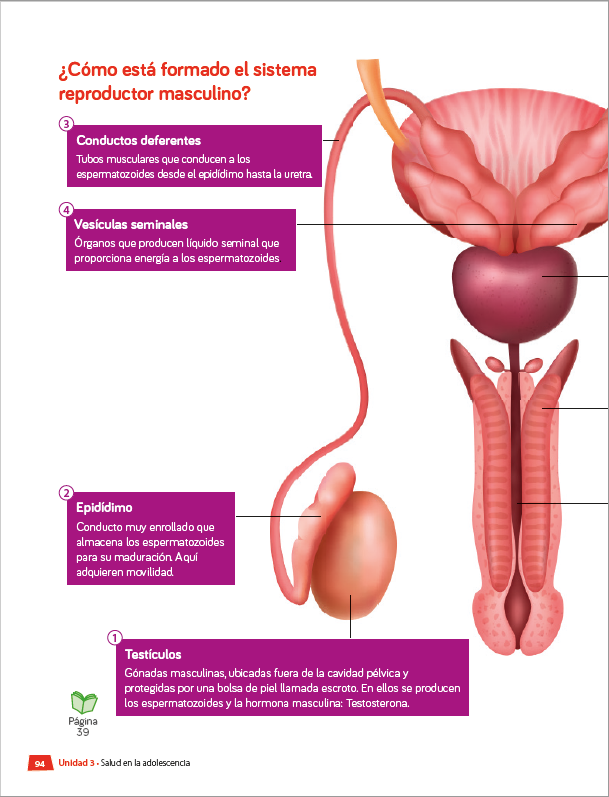 ¿Cómo está formado el sistema
reproductor masculino?
3
Conductos deferentes
Tubos musculares que conducen a los
espermatozoides desde el epidídimo hasta la uretra.
4
Vesículas seminales
Órganos que producen líquido seminal que
proporciona energía a los espermatozoides.
2
Epidídimo
Conducto muy enrollado que
almacena los espermatozoides
para su maduración. Aquí
adquieren movilidad.
1
Testículos
Gónadas masculinas, ubicadas fuera de la cavidad pélvica y
protegidas por una bolsa de piel llamada escroto. En ellos se producen
los espermatozoides y la hormona masculina: Testosterona.
Página
39
94 Unidad 3 • Salud en la adolescencia